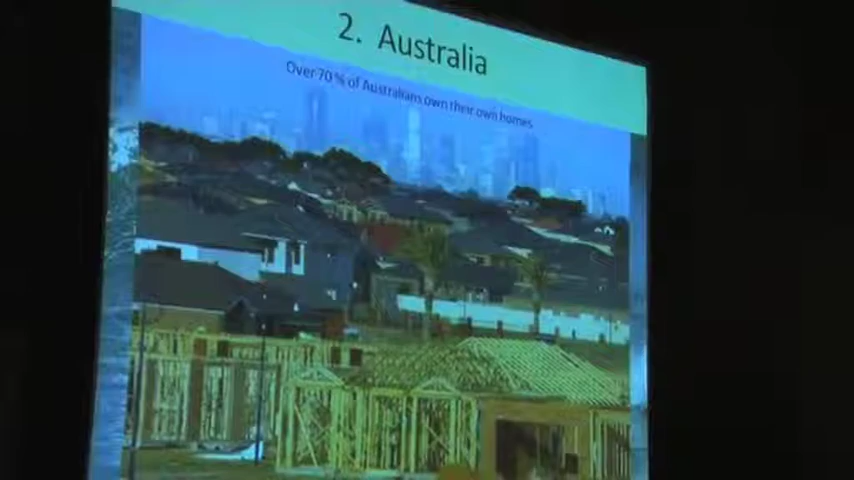 2. Australia
Over 70 % of Australians own their own homes.